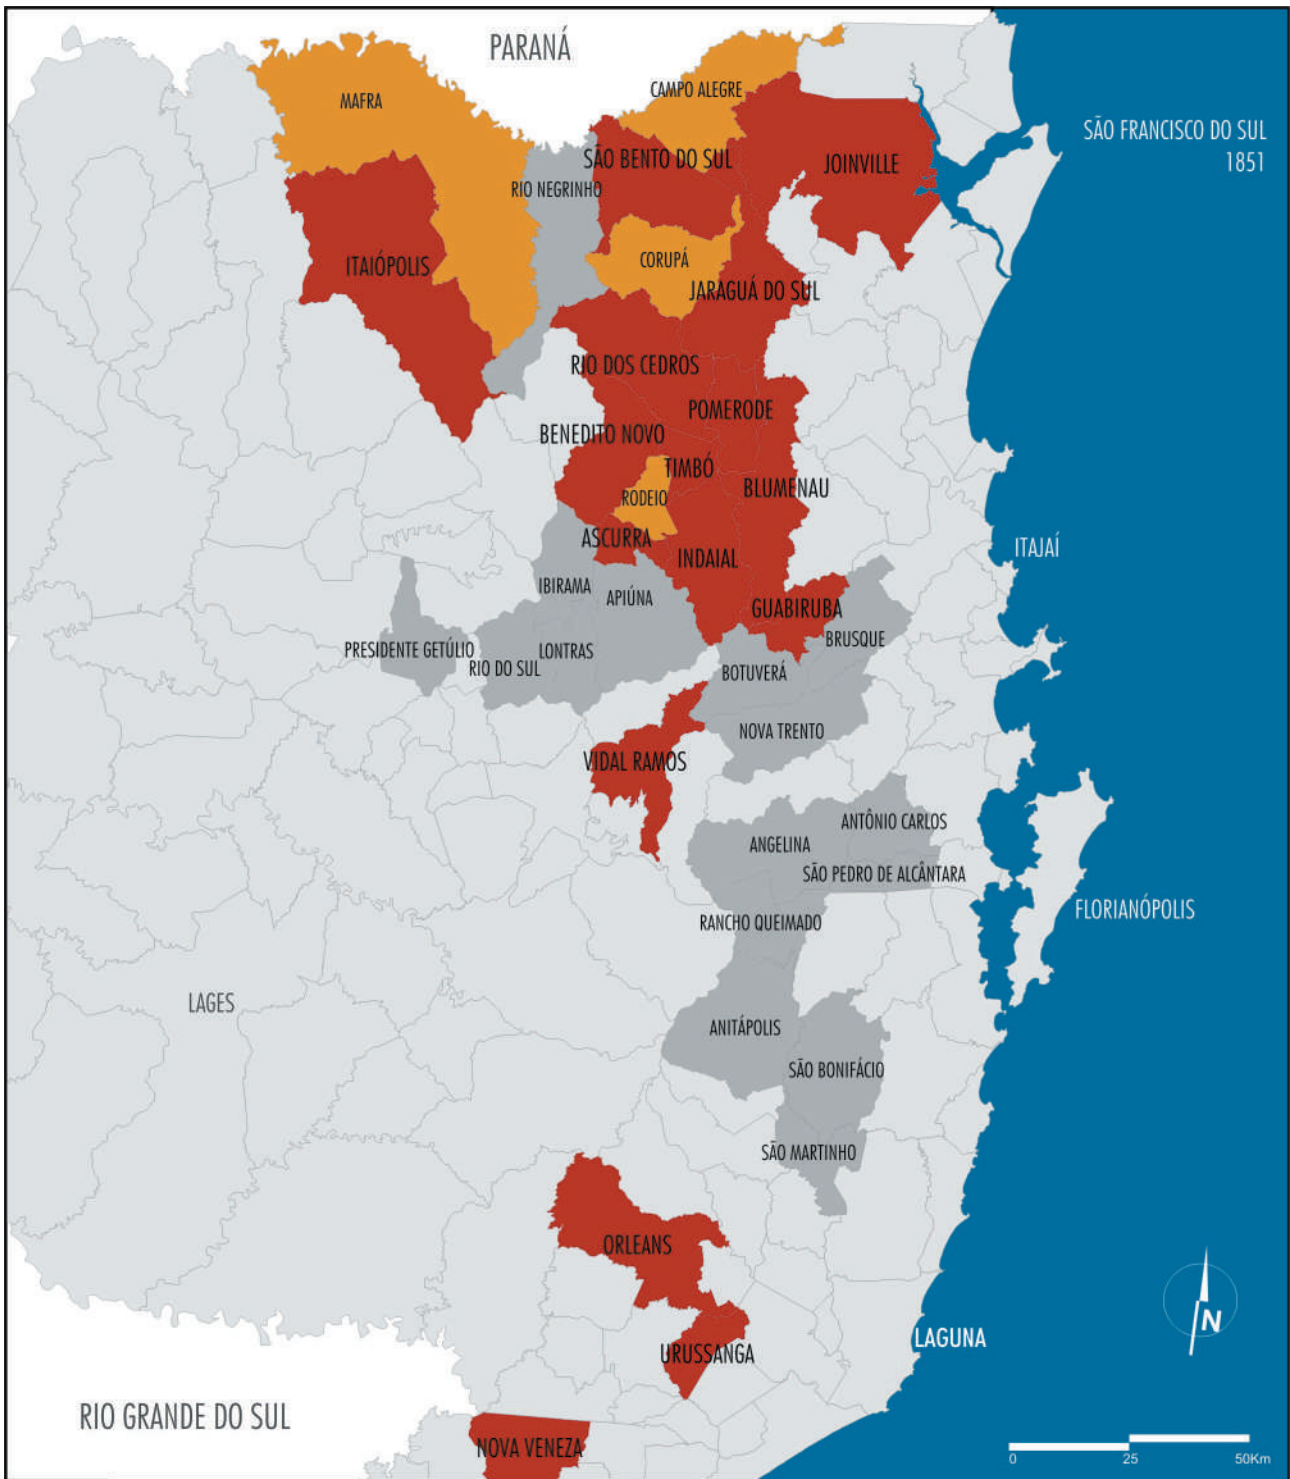 PARANÁ
CAMPO ALEGRE
MAFRA
SÃO FRANCISCO DO SUL
1851
SÃO BENTO DO SUL
JOINVILLE
RIO NEGRINHO
ITAIÓPOLIS
CORUPÁ
JARAGUÁ DO SUL
RIO DOS CEDROS
POMERODE
BENEDITO NOVO
TIMBÓ
RODEIO
BLUMENAU
ASCURRA
INDAIAL
ITAJAÍ
IBIRAMA
APIÚNA
GUABIRUBA
BRUSQUE
PRESIDENTE GETÚLIO
RIO DO SUL
LONTRAS
BOTUVERÁ
NOVA TRENTO
VIDAL RAMOS
ANTÔNIO CARLOS
ANGELINA
SÃO PEDRO DE ALCÂNTARA
FLORIANÓPOLIS
RANCHO QUEIMADO
LAGES
ANITÁPOLIS
SÃO BONIFÁCIO
SÃO MARTINHO
ORLEANS
N
LAGUNA
URUSSANGA
RIO GRANDE DO SUL
NOVA VENEZA
0 25 50Km